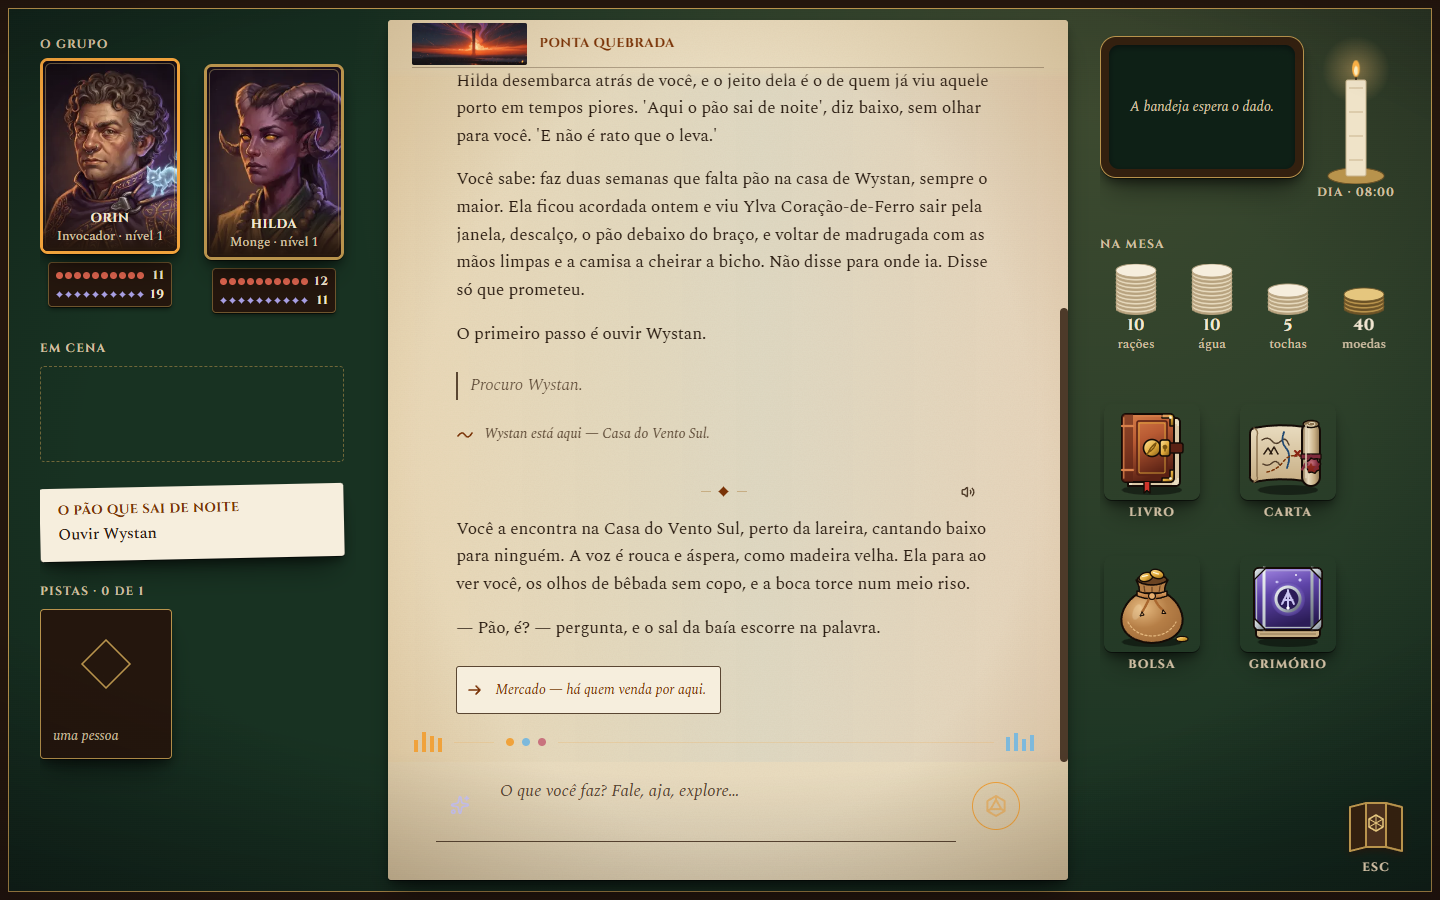 O GRUPO
ORIN
Invocador · nível 1
11
19
HILDA
Monge · nível 1
12
11
EM CENA
O PÃO QUE SAI DE NOITE
Ouvir Wystan
PISTAS · 0 DE 1
uma pessoa
PONTA QUEBRADA
Hilda desembarca atrás de você, e o jeito dela é o de quem já viu aquele
porto em tempos piores. 'Aqui o pão sai de noite', diz baixo, sem olhar
para você. 'E não é rato que o leva.'
Você sabe: faz duas semanas que falta pão na casa de Wystan, sempre o
maior. Ela ficou acordada ontem e viu Ylva Coração-de-Ferro sair pela
janela, descalço, o pão debaixo do braço, e voltar de madrugada com as
mãos limpas e a camisa a cheirar a bicho. Não disse para onde ia. Disse
só que prometeu.
O primeiro passo é ouvir Wystan.
Procuro Wystan.
Wystan está aqui — Casa do Vento Sul.
Você a encontra na Casa do Vento Sul, perto da lareira, cantando baixo
para ninguém. A voz é rouca e áspera, como madeira velha. Ela para ao
ver você, os olhos de bêbada sem copo, e a boca torce num meio riso.
— Pão, é? — pergunta, e o sal da baía escorre na palavra.
Mercado — há quem venda por aqui.
O que você faz? Fale, aja, explore...
A bandeja espera o dado.
DIA · 08:00
NA MESA
10
rações
10
água
5
tochas
40
moedas
LIVRO
CARTA
BOLSA
GRIMÓRIO
ESC